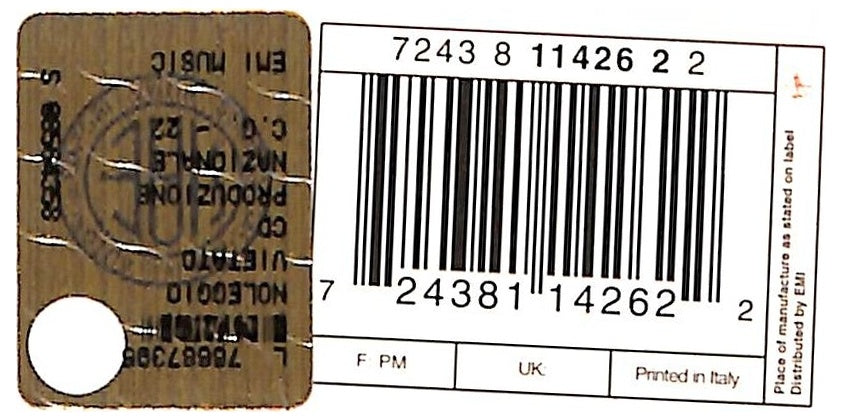 EMI MUSIC
C.G. - 22
NAZIONALE
PRODUZIONE
CD
VIETATO
NOLEGGIO
7243 8 11426 2 2
7 24381 14262 2
F: PM
UK:
Printed in Italy
Place of manufacture as stated on label
Distributed by EMI